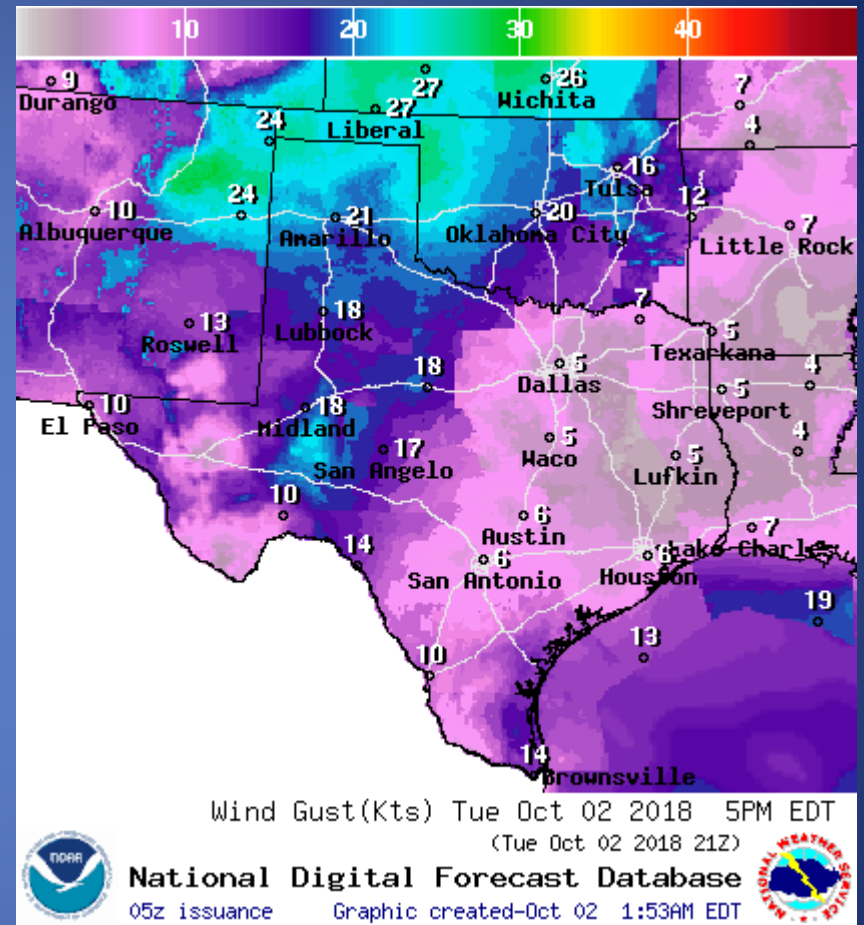 10 20 30 40
9
Durango
27
27
Liberal
26
Wichita
7
4
24
24
16
Tulsa
10
Albuquerque
21
Amarillo
20
Oklahoma City
12
7
Little Rock
13
Roswell
18
Lubbock
7
5
Texarkana
5
Dallas
18
5
Shreveport
4
10
El Paso
18
Midland
17
San Angelo
5
Waco
5
Lufkin
4
10
6
Austin
7
14
6
San Antonio
6
Houston
Lake Charles
19
13
10
14
Brownsville
Wind Gust(Kts) Tue Oct 02 2018 5PM EDT
(Tue Oct 02 2018 21Z)
National Digital Forecast Database
05z issuance Graphic created-Oct 02 1:53AM EDT
NOAA
NATIONAL WEATHER SERVICE